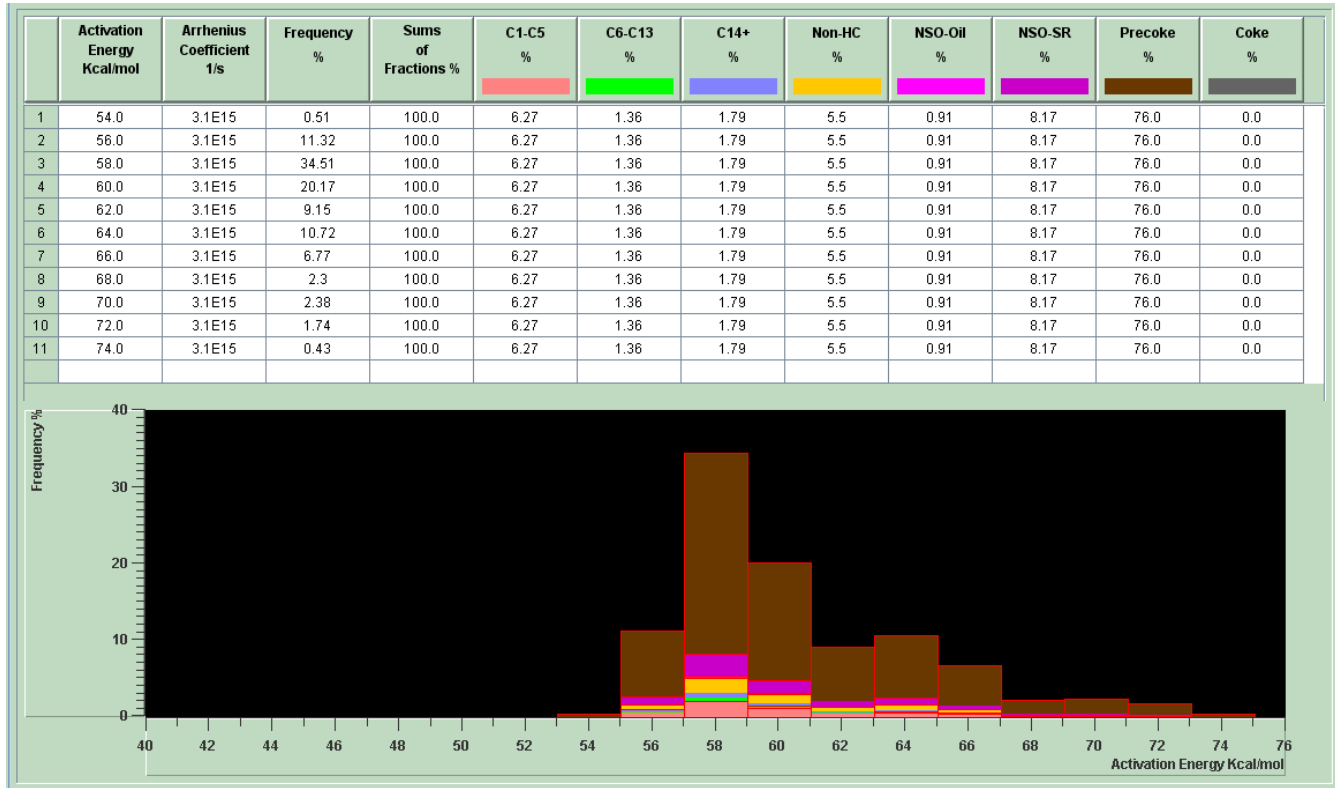 Activation Energy Kcal/mol Arrhenius Coefficient 1/s Frequency % Sums of Fractions % C1-C5 % C6-C13 % C14+ % Non-HC % NSO-Oil % NSO-SR % Precoke % Coke %
1 54.0 3.1E15 0.51 100.0 6.27 1.36 1.79 5.5 0.91 8.17 76.0 0.0
2 56.0 3.1E15 11.32 100.0 6.27 1.36 1.79 5.5 0.91 8.17 76.0 0.0
3 58.0 3.1E15 34.51 100.0 6.27 1.36 1.79 5.5 0.91 8.17 76.0 0.0
4 60.0 3.1E15 20.17 100.0 6.27 1.36 1.79 5.5 0.91 8.17 76.0 0.0
5 62.0 3.1E15 9.15 100.0 6.27 1.36 1.79 5.5 0.91 8.17 76.0 0.0
6 64.0 3.1E15 10.72 100.0 6.27 1.36 1.79 5.5 0.91 8.17 76.0 0.0
7 66.0 3.1E15 6.77 100.0 6.27 1.36 1.79 5.5 0.91 8.17 76.0 0.0
8 68.0 3.1E15 2.3 100.0 6.27 1.36 1.79 5.5 0.91 8.17 76.0 0.0
9 70.0 3.1E15 2.38 100.0 6.27 1.36 1.79 5.5 0.91 8.17 76.0 0.0
10 72.0 3.1E15 1.74 100.0 6.27 1.36 1.79 5.5 0.91 8.17 76.0 0.0
11 74.0 3.1E15 0.43 100.0 6.27 1.36 1.79 5.5 0.91 8.17 76.0 0.0
Frequency %
40
30
20
10
0
40 42 44 46 48 50 52 54 56 58 60 62 64 66 68 70 72 74 76
Activation Energy Kcal/mol